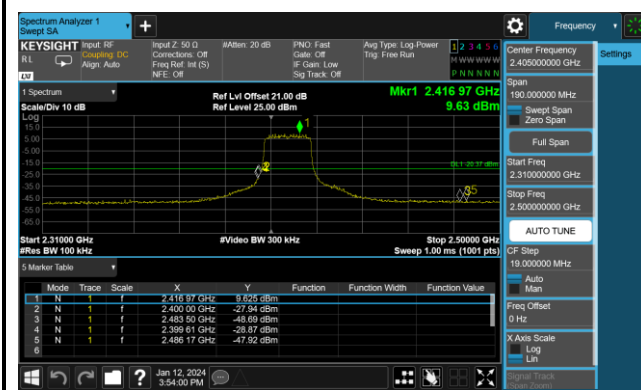 Spectrum Analyzer 1
Swept SA
+
Frequency
KEYSIGHT
RL
LM
Input: RF
Coupling: DC
Align: Auto
Input Z: 50 Ω
Corrections: Off
Freq Ref: Int (S)
NFE: Off
#Atten: 20 dB
PNO: Fast
Gate: Off
IF Gain: Low
Sig Track: Off
Avg Type: Log-Power
Trig: Free Run
1 2 3 4 5 6
M W W W W W
P N N N N N
Center Frequency
2.405000000 GHz
Settings
1 Spectrum
Scale/Div 10 dB
Ref Lvl Offset 21.00 dB
Ref Level 25.00 dBm
Mkr1 2.416 97 GHz
9.63 dBm
Span
190.000000 MHz
Swept Span
Zero Span
Full Span
Log
15.0
5.00
-5.00
-15.0
-25.0
-35.0
-45.0
-55.0
-65.0
1
DL1 -20.37 dBm
Start Freq
2.310000000 GHz
Stop Freq
2.500000000 GHz
AUTO TUNE
Start 2.31000 GHz
#Res BW 100 kHz
#Video BW 300 kHz
Stop 2.50000 GHz
Sweep 1.00 ms (1001 pts)
CF Step
19.000000 MHz
Auto
Man
Freq Offset
0 Hz
X Axis Scale
Log
Lin
Signal Track
(Span Zoom)
5 Marker Table
Mode Trace Scale X Y Function Function Width Function Value
1 N 1 f 2.416 97 GHz 9.625 dBm
2 N 1 f 2.400 00 GHz -27.94 dBm
3 N 1 f 2.483 50 GHz -48.69 dBm
4 N 1 f 2.399 61 GHz -28.87 dBm
5 N 1 f 2.486 17 GHz -47.92 dBm
6
?
Jan 12, 2024
3:54:00 PM